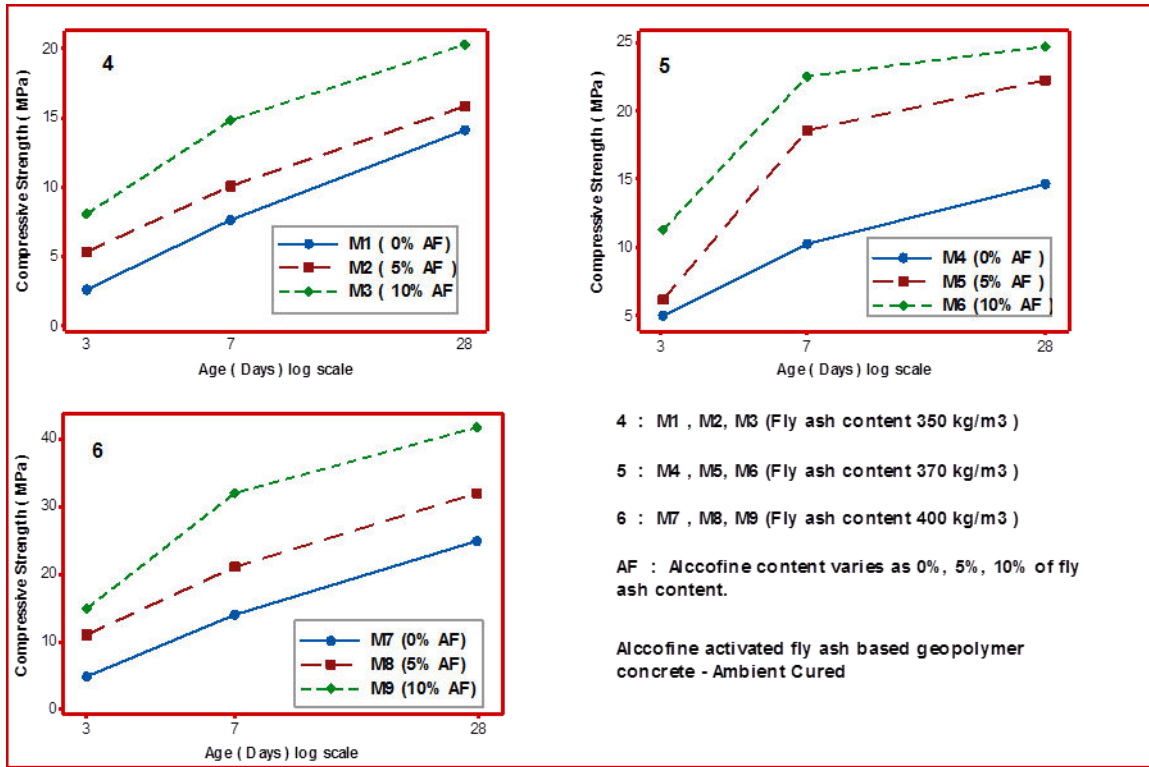 4
Compressive Strength ( MPa)
20
15
10
5
0
M1 ( 0% AF)
M2 ( 5% AF )
M3 ( 10% AF
3 7 28
Age ( Days ) log scale
5
Compressive Strength ( MPa)
25
20
15
10
5
M4 (0% AF )
M5 (5% AF )
M6 (10% AF )
3 7 28
Age ( Days ) log scale
6
Compressive Strength ( MPa)
40
30
20
10
0
M7 (0% AF)
M8 (5% AF)
M9 (10% AF)
3 7 28
Age ( Days ) log scale
4 : M1 , M2, M3 (Fly ash content 350 kg/m3 )
5 : M4 , M5, M6 (Fly ash content 370 kg/m3 )
6 : M7 , M8, M9 (Fly ash content 400 kg/m3 )
AF : Alccofine content varies as 0%, 5%, 10% of fly
ash content.
Alccofine activated fly ash based geopolymer
concrete - Ambient Cured